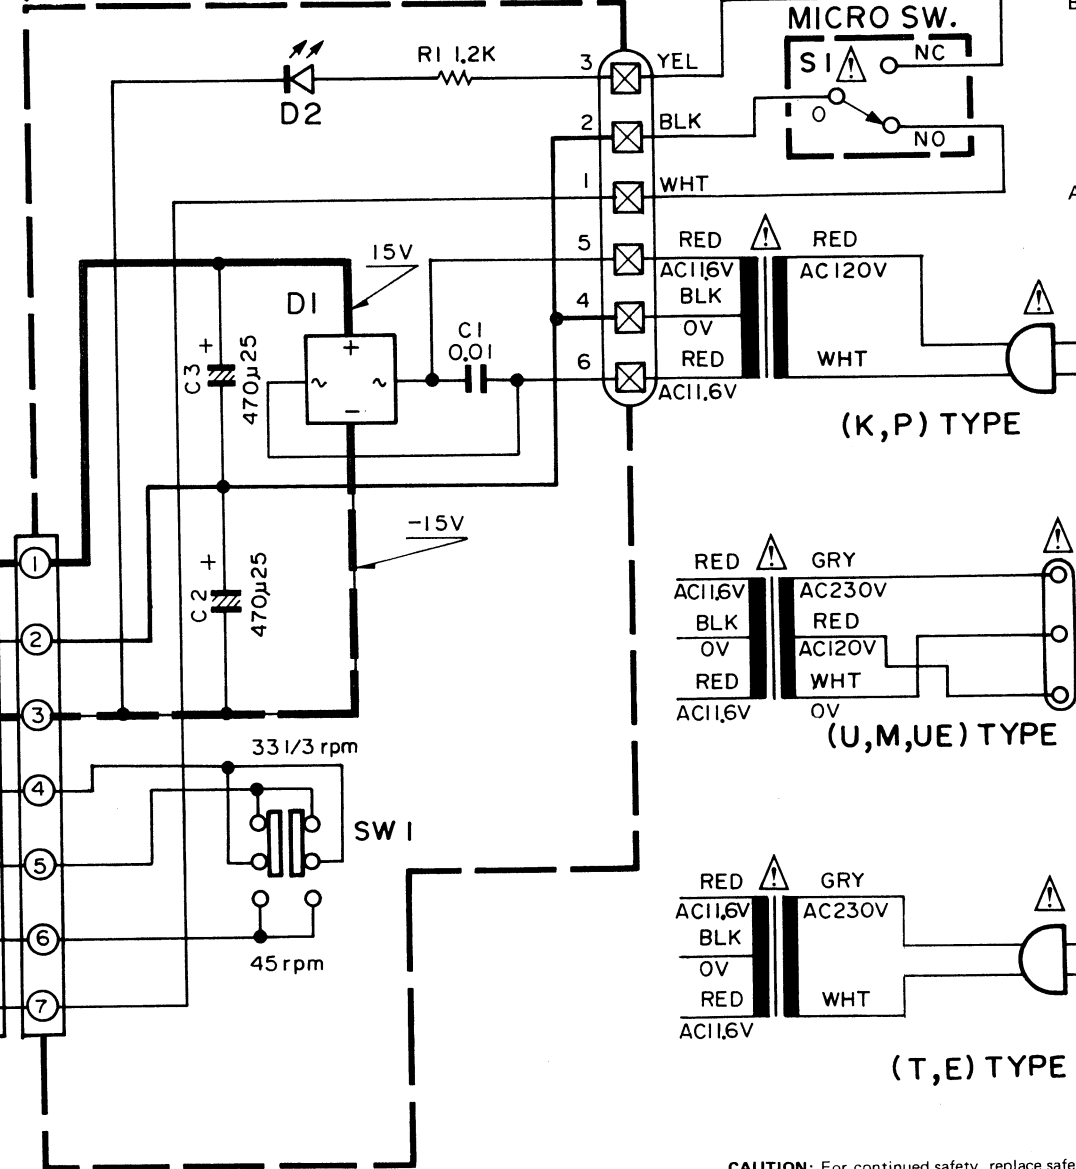 MICRO SW.
R1 1.2K
3
YEL
S1
NC
D2
O
2
BLK
NO
1
WHT
5
RED
RED
15V
AC11.6V
AC120V
D1
4
BLK
0V
C1
0.01
+
+
C3
470µ25
~
~
6
RED
WHT
−
AC11.6V
(K,P) TYPE
−15V
1
+
C2
470µ25
RED
GRY
AC11.6V
AC230V
BLK
RED
2
0V
AC120V
RED
WHT
3
AC11.6V
0V
(U,M,UE) TYPE
33 1/3 rpm
4
SW1
5
RED
GRY
AC11.6V
AC230V
6
BLK
45rpm
0V
7
RED
WHT
AC11.6V
(T,E) TYPE
CAUTION: For continued safety, replace safe